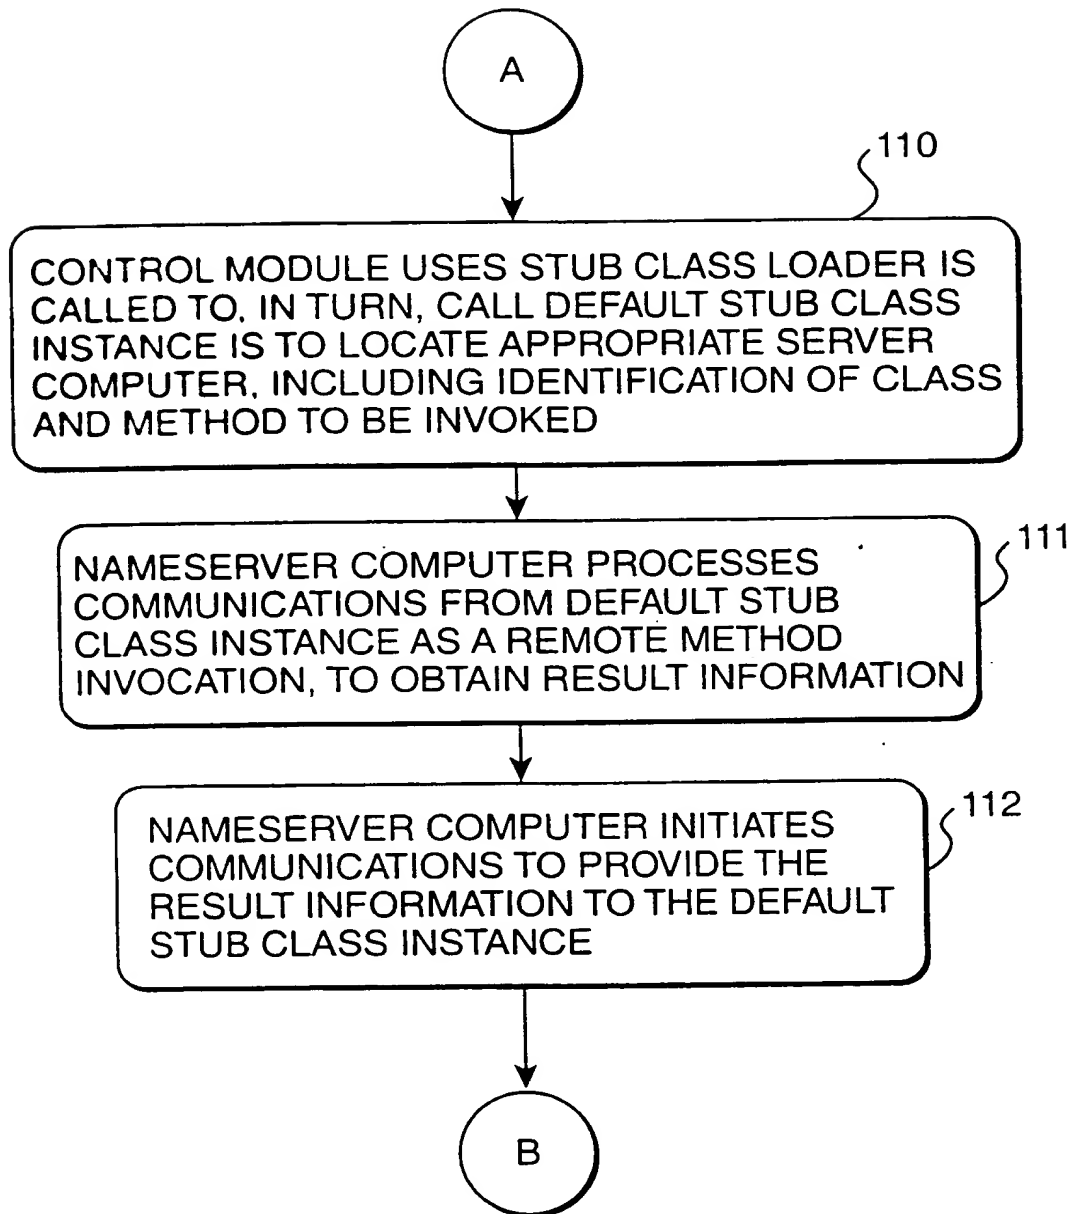 A
110
CONTROL MODULE USES STUB CLASS LOADER IS
CALLED TO, IN TURN, CALL DEFAULT STUB CLASS
INSTANCE IS TO LOCATE APPROPRIATE SERVER
COMPUTER, INCLUDING IDENTIFICATION OF CLASS
AND METHOD TO BE INVOKED
111
NAMESERVER COMPUTER PROCESSES
COMMUNICATIONS FROM DEFAULT STUB
CLASS INSTANCE AS A REMOTE METHOD
INVOCATION, TO OBTAIN RESULT INFORMATION
112
NAMESERVER COMPUTER INITIATES
COMMUNICATIONS TO PROVIDE THE
RESULT INFORMATION TO THE DEFAULT
STUB CLASS INSTANCE
B